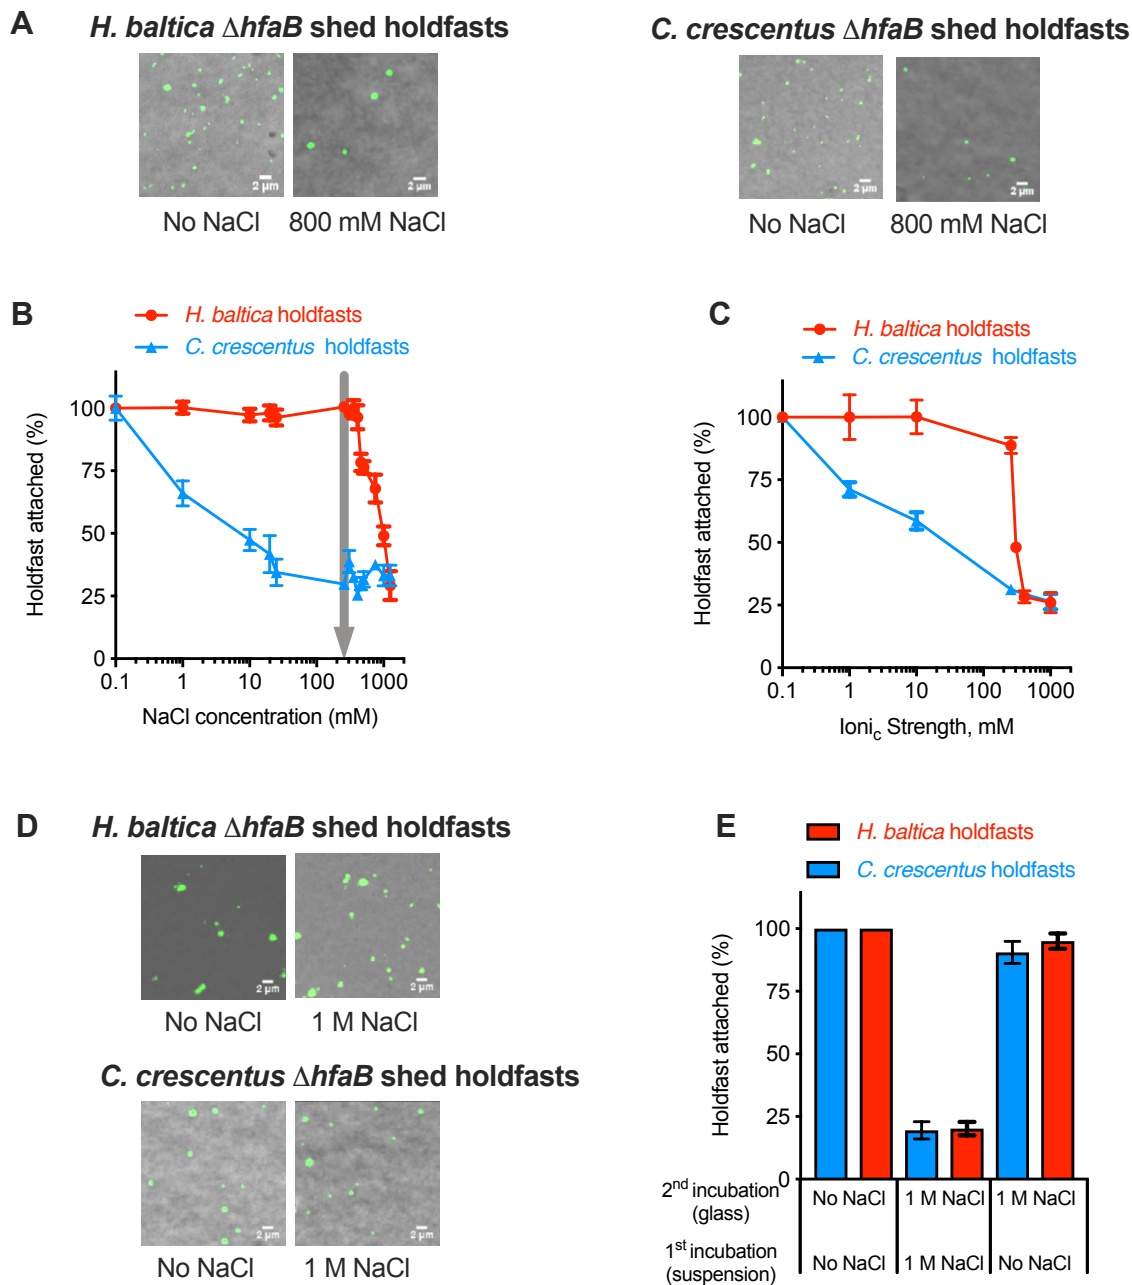 A
H. baltica ΔhfaB shed holdfasts
C. crescentus ΔhfaB shed holdfasts
2 µm
2 µm
2 µm
2 µm
No NaCl
800 mM NaCl
No NaCl
800 mM NaCl
B
H. baltica holdfasts
C. crescentus holdfasts
Holdfast attached (%)
100
75
50
25
0
0.1
1
10
100
1000
NaCl concentration (mM)
C
H. baltica holdfasts
C. crescentus holdfasts
Holdfast attached (%)
100
75
50
25
0
0.1
1
10
100
1000
Ionic Strength, mM
D
H. baltica ΔhfaB shed holdfasts
2 µm
2 µm
No NaCl
1 M NaCl
C. crescentus ΔhfaB shed holdfasts
2 µm
2 µm
No NaCl
1 M NaCl
E
H. baltica holdfasts
C. crescentus holdfasts
Holdfast attached (%)
100
75
50
25
0
2nd incubation
(glass)
No NaCl
1 M NaCl
1 M NaCl
1st incubation
(suspension)
No NaCl
1 M NaCl
No NaCl